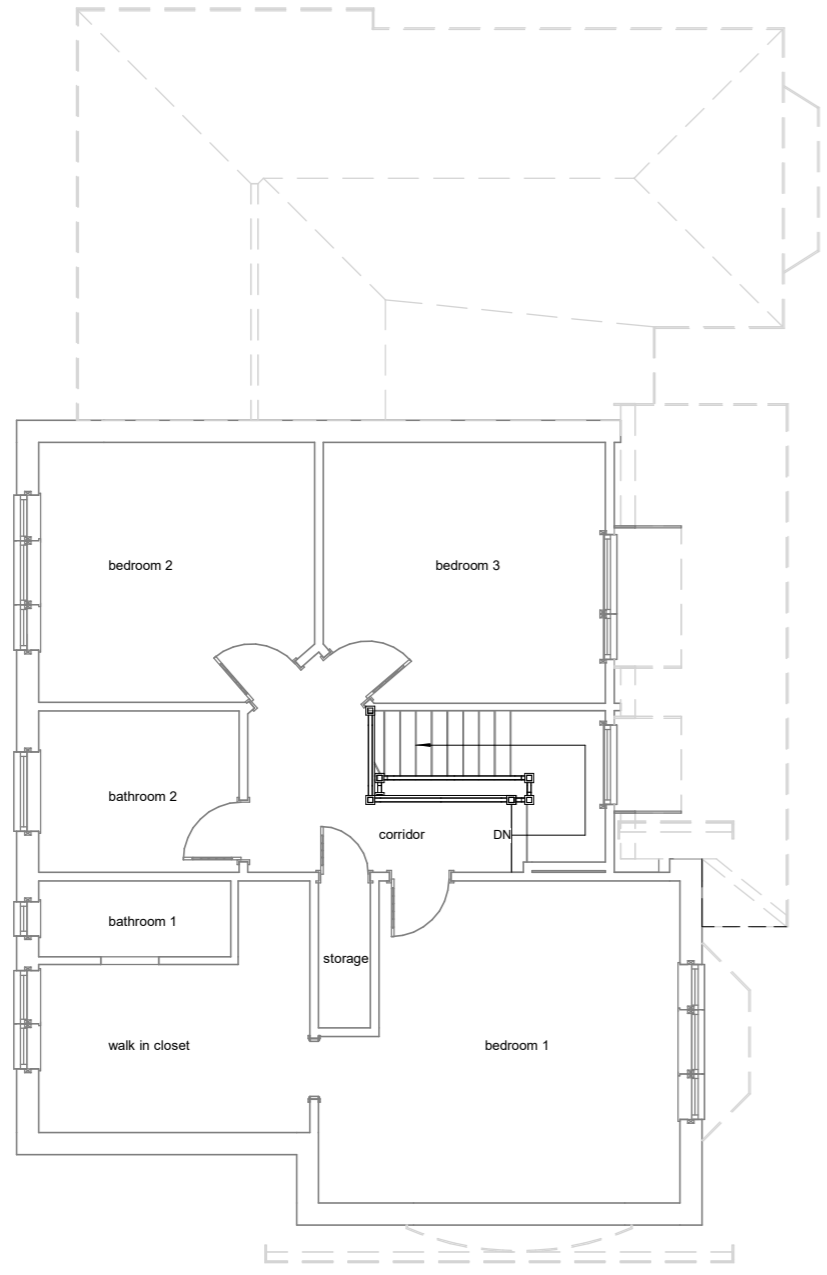 bedroom 2
bedroom 3
bathroom 2
corridor
DN
bathroom 1
storage
walk in closet
bedroom 1